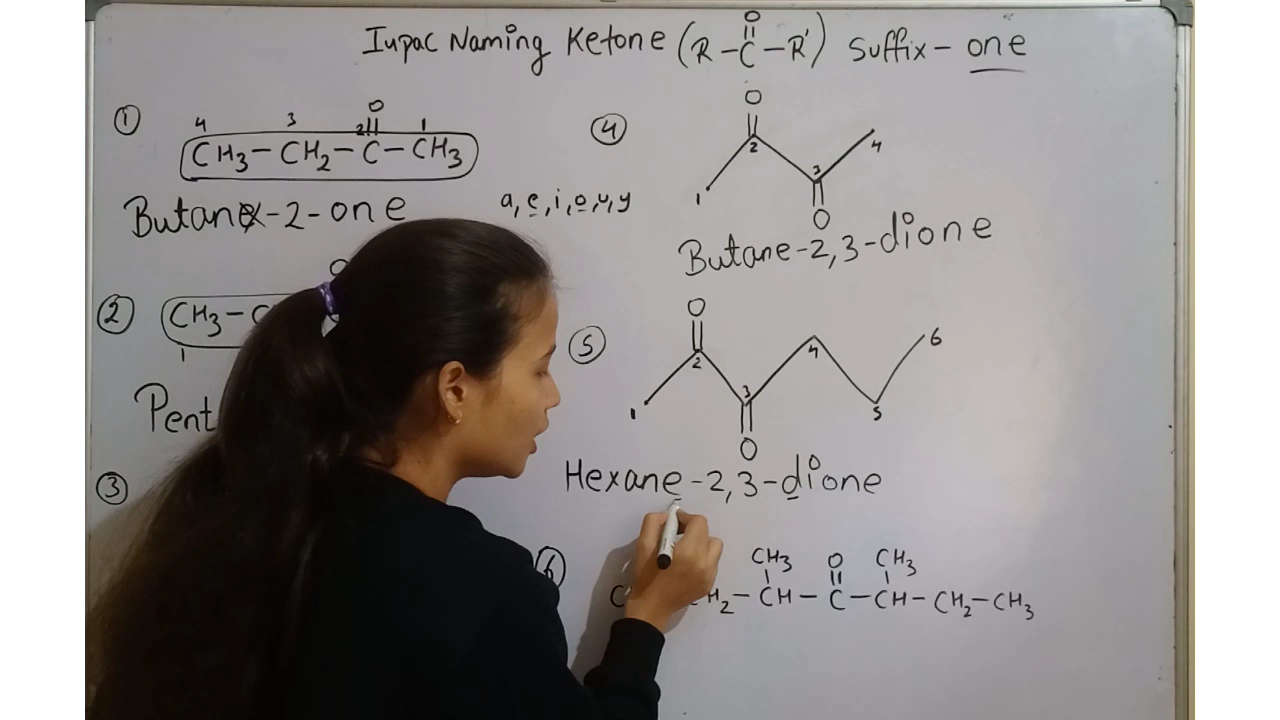 Iupac Naming Ketone (R-C-R') Suffix- one
O
①
4 3 2 1
O
CH3-CH2-C-CH3
Butane-2-one
a,e,i,o,u,y
②
CH3-C
1
O
Pent
③
④
O
1 2 3 4
O
Butane-2,3-dione
⑤
O
1 2 3 4 5 6
O
Hexane-2,3-dione
⑥
CH3 O CH3
H2-CH-C-CH-CH2-CH3